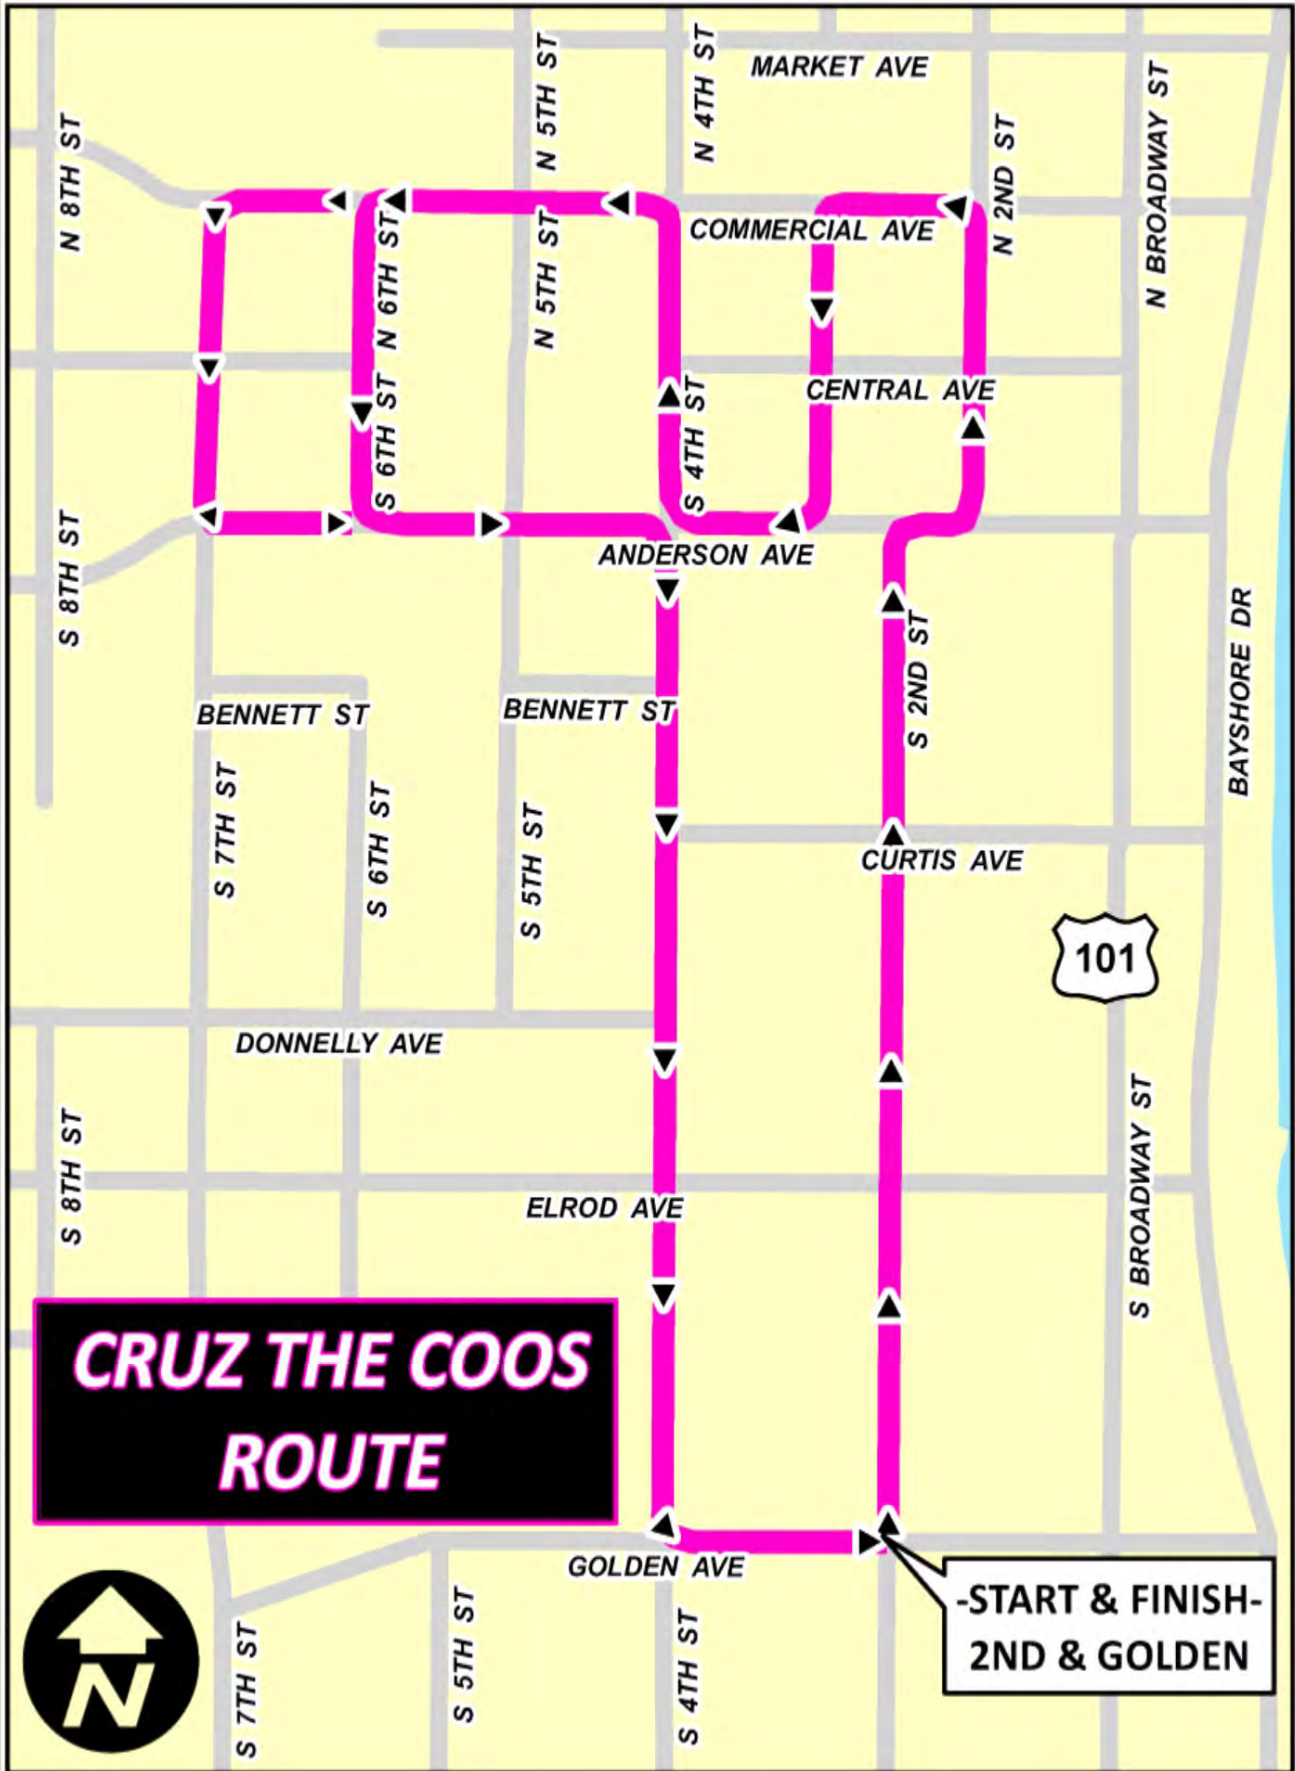 MARKET AVE
N 5TH ST
N 4TH ST
N 8TH ST
N 2ND ST
N BROADWAY ST
COMMERCIAL AVE
N 6TH ST
N 5TH ST
CENTRAL AVE
S 6TH ST
S 4TH ST
ANDERSON AVE
S 8TH ST
BAYSHORE DR
S 2ND ST
BENNETT ST
BENNETT ST
S 7TH ST
S 6TH ST
S 5TH ST
CURTIS AVE
101
DONNELLY AVE
S 8TH ST
S BROADWAY ST
ELROD AVE
CRUZ THE COOS
ROUTE
GOLDEN AVE
-START & FINISH-
2ND & GOLDEN
S 7TH ST
S 5TH ST
S 4TH ST
N